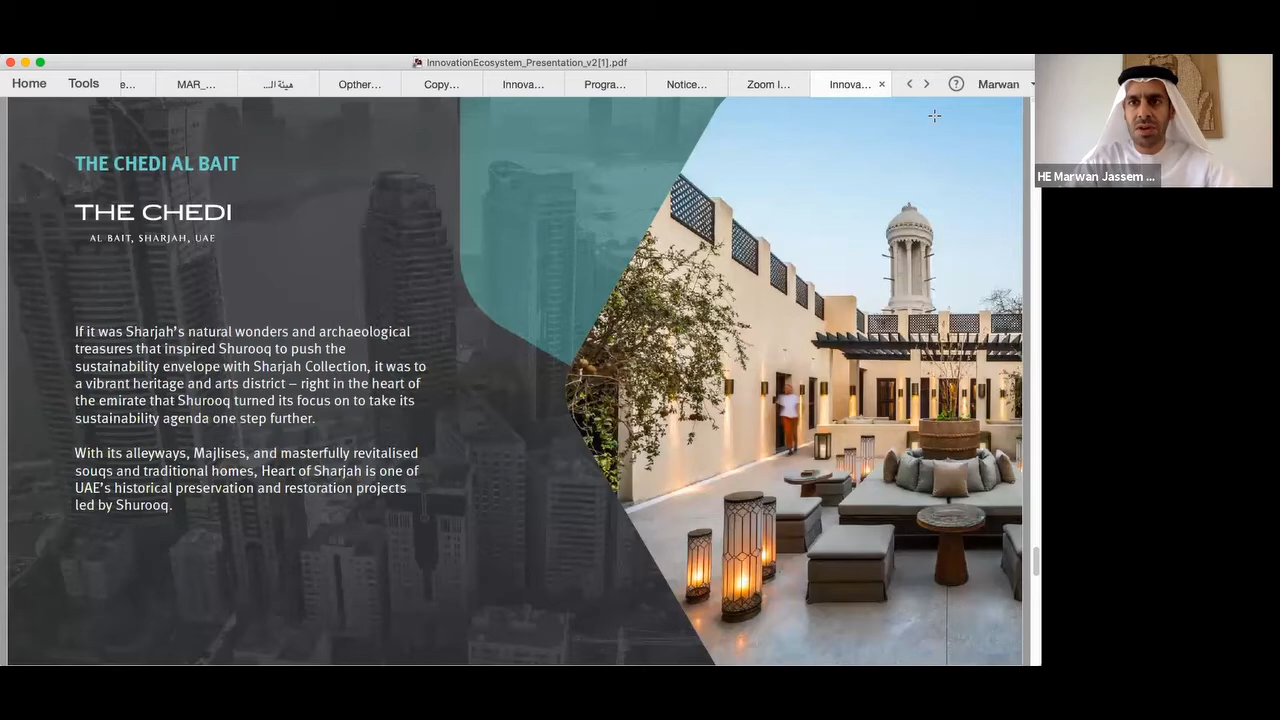 InnovationEcosystem_Presentation_v2[1].pdf
Home Tools e... MAR_... هيئة الـ... Opther... Copy... Innova... Progra... Notice... Zoom I... Innova... × ? Marwan
HE Marwan Jassem ...
THE CHEDI AL BAIT
THE CHEDI
AL BAIT, SHARJAH, UAE
If it was Sharjah's natural wonders and archaeological
treasures that inspired Shurooq to push the
sustainability envelope with Sharjah Collection, it was to
a vibrant heritage and arts district – right in the heart of
the emirate that Shurooq turned its focus on to take its
sustainability agenda one step further.
With its alleyways, Majlises, and masterfully revitalised
souqs and traditional homes, Heart of Sharjah is one of
UAE's historical preservation and restoration projects
led by Shurooq.